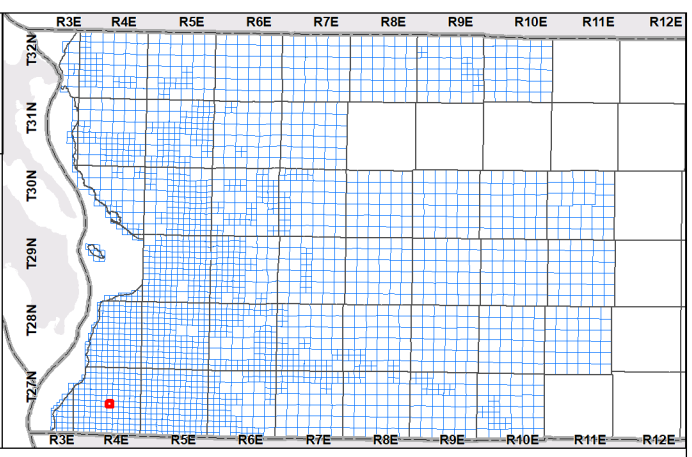 R3E R4E R5E R6E R7E R8E R9E R10E R11E R12E
T32N
T31N
T30N
T29N
T28N
T27N
R3E R4E R5E R6E R7E R8E R9E R10E R11E R12E